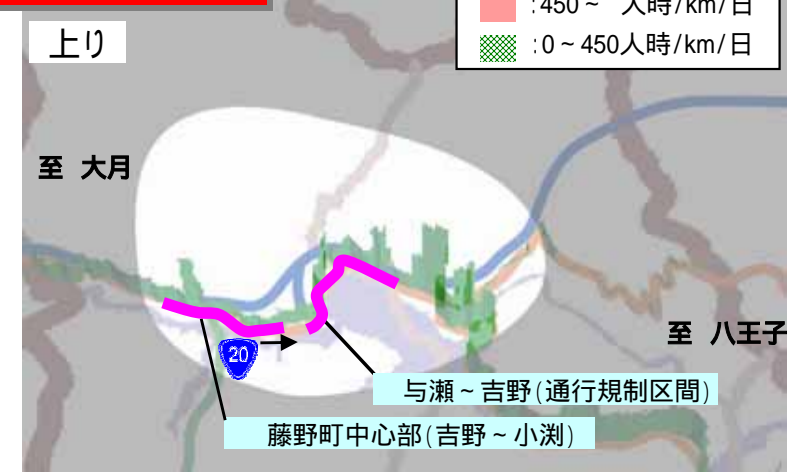 :450～ 人時/km/日
:0～450人時/km/日
上り
至 大月
至 八王子
20
与瀬～吉野(通行規制区間)
藤野町中心部(吉野～小渕)